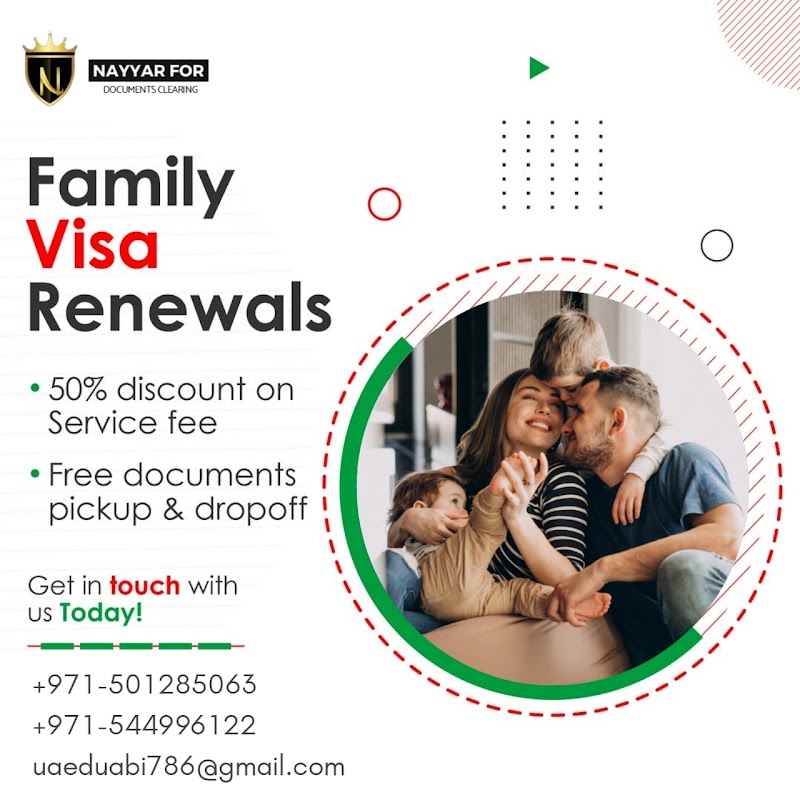 N
NAYYAR FOR
DOCUMENTS CLEARING
Family
Visa
Renewals
• 50% discount on
Service fee
• Free documents
pickup & dropoff
Get in touch with
us Today!
+971-501285063
+971-544996122
uaeduabi786@gmail.com